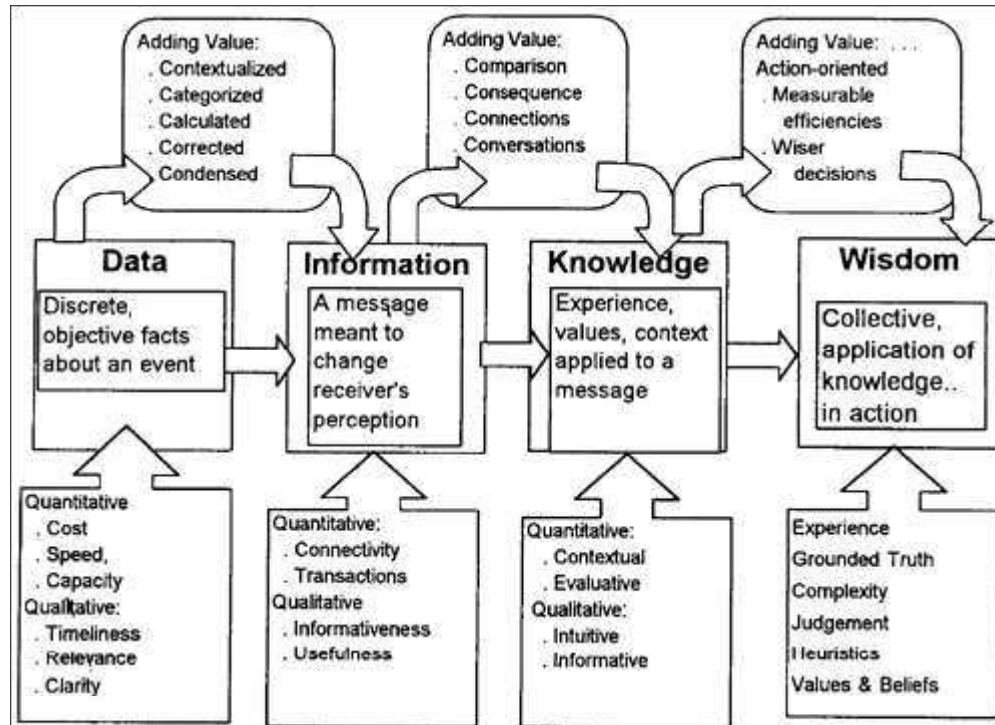 Adding Value:
. Contextualized
. Categorized
. Calculated
. Corrected
. Condensed
Adding Value:
. Comparison
. Consequence
. Connections
. Conversations
Adding Value: . . .
Action-oriented
. Measurable
efficiencies
. Wiser
decisions
Data
Discrete,
objective facts
about an event
Information
A message
meant to
change
receiver's
perception
Knowledge
Experience,
values, context
applied to a
message
Wisdom
Collective,
application of
knowledge..
in action
Quantitative
. Cost
. Speed,
. Capacity
Qualitative:
. Timeliness
. Relevance
. Clarity
Quantitative:
. Connectivity
. Transactions
Qualitative
. Informativeness
. Usefulness
Quantitative:
. Contextual
. Evaluative
Qualitative:
. Intuitive
. Informative
Experience
Grounded Truth
Complexity
Judgement
Heuristics
Values & Beliefs